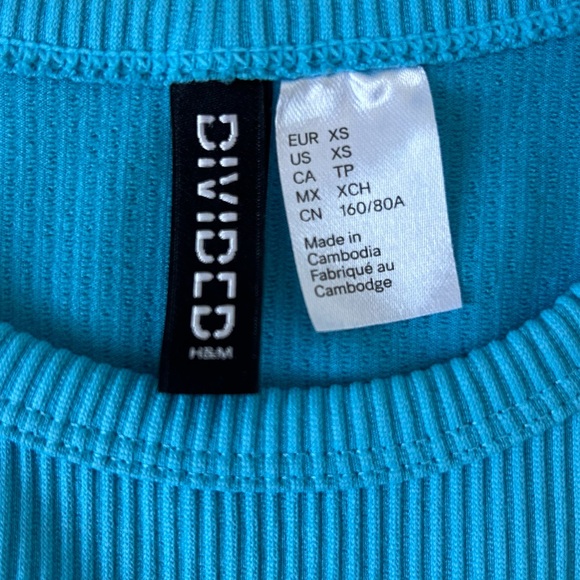 DIVIDED
H&M
EUR XS
US XS
CA TP
MX XCH
CN 160/80A
Made in
Cambodia
Fabriqué au
Cambodge